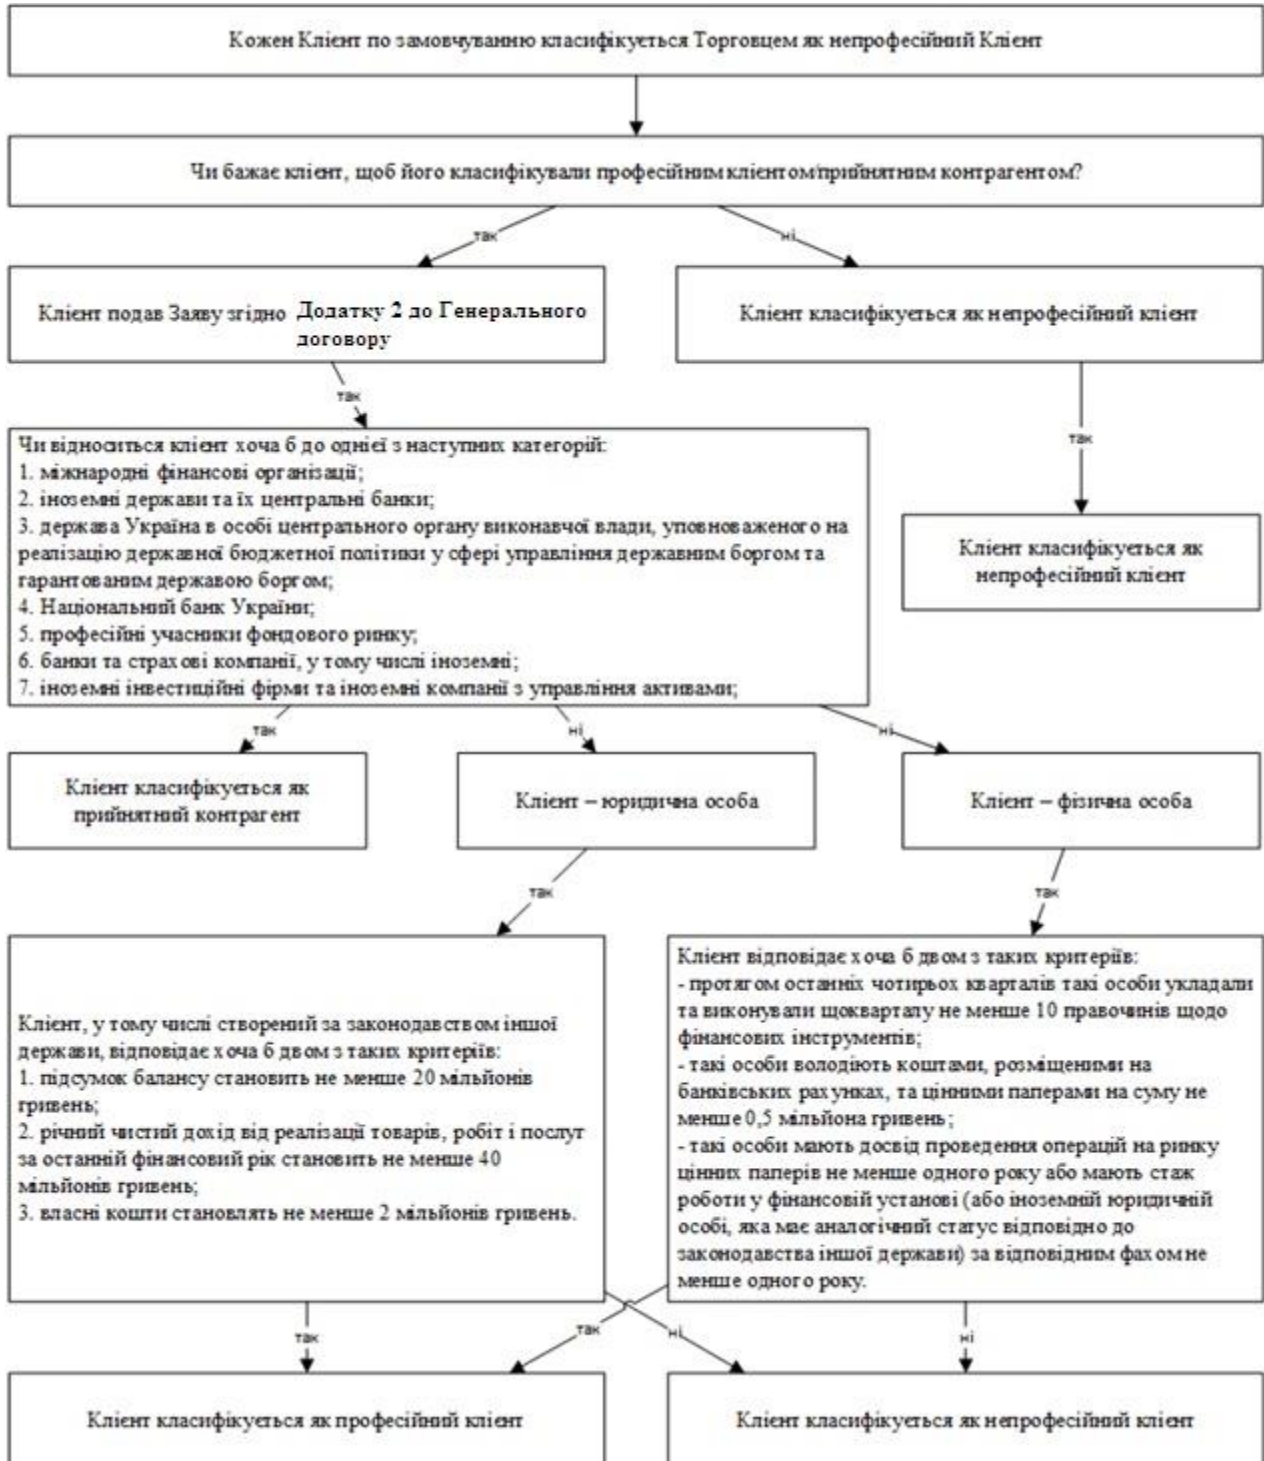 Кожен Клієнт по замовчуванню класифікується Торговцем як непрофесійний Клієнт
Чи бажає клієнт, щоб його класифікували професійним клієнтом/прийнятним контрагентом?
так
ні
Клієнт подав Заяву згідно Додатку 2 до Генерального
договору
Клієнт класифікується як непрофесійний клієнт
так
так
Чи відноситься клієнт хоча б до однієї з наступних категорій:
1. міжнародні фінансові організації;
2. іноземні держави та їх центральні банки;
3. держава Україна в особі центрального органу виконавчої влади, уповноваженого на
реалізацію державної бюджетної політики у сфері управління державним боргом та
гарантованим державою боргом;
4. Національний банк України;
5. професійні учасники фондового ринку;
6. банки та страхові компанії, у тому числі іноземні;
7. іноземні інвестиційні фірми та іноземні компанії з управління активами;
Клієнт класифікується як
непрофесійний клієнт
так
ні
ні
Клієнт класифікується як
прийнятний контрагент
Клієнт – юридична особа
Клієнт – фізична особа
так
так
Клієнт, у тому числі створений за законодавством іншої
держави, відповідає хоча б двом з таких критеріїв:
1. підсумок балансу становить не менше 20 мільйонів
гривень;
2. річний чистий дохід від реалізації товарів, робіт і послуг
за останній фінансовий рік становить не менше 40
мільйонів гривень;
3. власні кошти становлять не менше 2 мільйонів гривень.
Клієнт відповідає хоча б двом з таких критеріїв:
- протягом останніх чотирьох кварталів такі особи укладали
та виконували щокварталу не менше 10 правочинів щодо
фінансових інструментів;
- такі особи володіють коштами, розміщеними на
банківських рахунках, та цінними паперами на суму не
менше 0,5 мільйона гривень;
- такі особи мають досвід проведення операцій на ринку
цінних паперів не менше одного року або мають стаж
роботи у фінансовій установі (або іноземній юридичній
особі, яка має аналогічний статус відповідно до
законодавства іншої держави) за відповідним фахом не
менше одного року.
так
так
ні
ні
Клієнт класифікується як професійний клієнт
Клієнт класифікується як непрофесійний клієнт